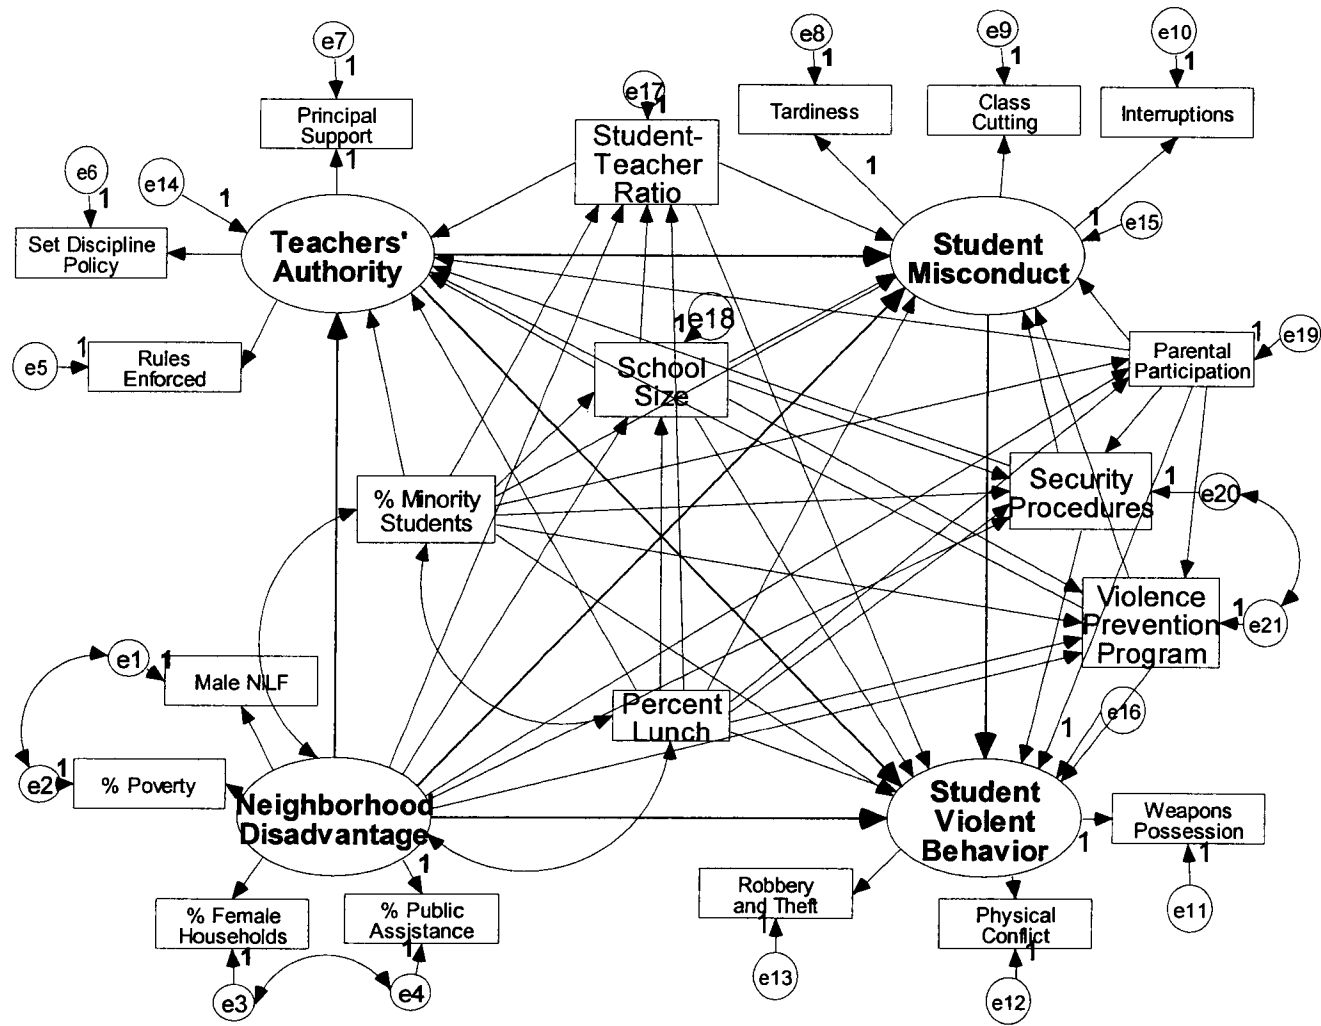 e7
e8
e9
e10
1
1
1
1
e17
1
Principal
Support
1
Tardiness
Class
Cutting
Interruptions
Student-
Teacher
Ratio
e6
1
e14
1
1
1
e15
Set Discipline
Policy
Teachers'
Authority
Student
Misconduct
e18
1
e19
1
e5
1
Rules
Enforced
School
Size
Parental
Participation
% Minority
Students
Security
Procedures
1
e20
Violence
Prevention
Program
1
e21
e1
1
Male NILF
Percent
Lunch
e16
1
e2
1
% Poverty
Neighborhood
Disadvantage
Student
Violent
Behavior
Weapons
Possession
1
1
1
Robbery
and Theft
1
% Female
Households
1
% Public
Assistance
1
Physical
Conflict
1
e11
e3
e4
e13
e12